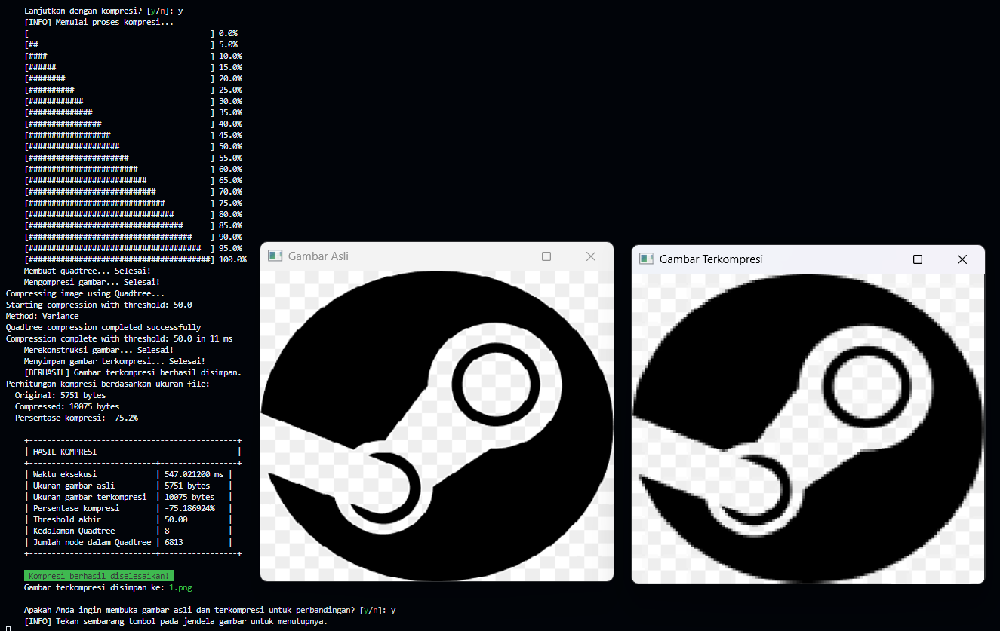 Lanjutkan dengan kompresi? [y/n]: y
[INFO] Memulai proses kompresi...
[                                        ] 0.0%
[##                                      ] 5.0%
[####                                    ] 10.0%
[######                                  ] 15.0%
[########                                ] 20.0%
[##########                              ] 25.0%
[############                            ] 30.0%
[##############                          ] 35.0%
[################                        ] 40.0%
[##################                      ] 45.0%
[####################                    ] 50.0%
[######################                  ] 55.0%
[########################                ] 60.0%
[##########################              ] 65.0%
[############################            ] 70.0%
[##############################          ] 75.0%
[################################        ] 80.0%
[##################################      ] 85.0%
[####################################    ] 90.0%
[######################################  ] 95.0%
[########################################] 100.0%
Membuat quadtree... Selesai!
Mengompresi gambar... Selesai!
Compressing image using Quadtree...
Starting compression with threshold: 50.0
Method: Variance
Quadtree compression completed successfully
Compression complete with threshold: 50.0 in 11 ms
Merekonstruksi gambar... Selesai!
Menyimpan gambar terkompresi... Selesai!
[BERHASIL] Gambar terkompresi berhasil disimpan.
Perhitungan kompresi berdasarkan ukuran file:
Original: 5751 bytes
Compressed: 10075 bytes
Persentase kompresi: -75.2%
+----------------------------------------------+
| HASIL KOMPRESI                               |
+-----------------------------+----------------+
| Waktu eksekusi              | 547.021200 ms |
| Ukuran gambar asli          | 5751 bytes    |
| Ukuran gambar terkompresi   | 10075 bytes   |
| Persentase kompresi         | -75.186924%   |
| Threshold akhir             | 50.00         |
| Kedalaman Quadtree          | 8             |
| Jumlah node dalam Quadtree | 6813          |
+-----------------------------+----------------+
Kompresi berhasil diselesaikan!
Gambar terkompresi disimpan ke: 1.png
Apakah Anda ingin membuka gambar asli dan terkompresi untuk perbandingan? [y/n]: y
[INFO] Tekan sembarang tombol pada jendela gambar untuk menutupnya.
Gambar Asli
Gambar Terkompresi